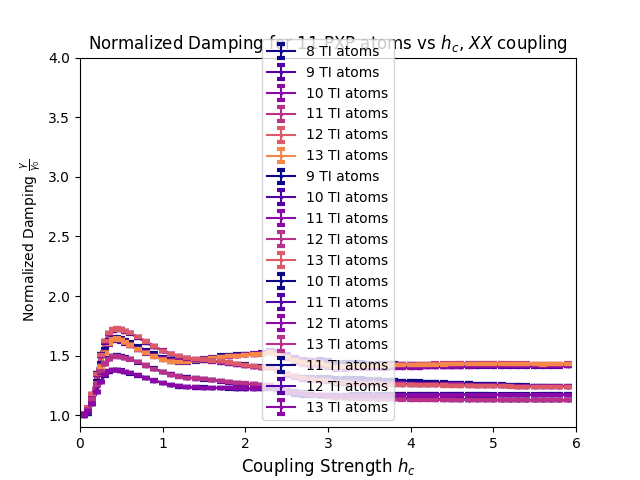 Normalized Damping for 11 PXP atoms vs h_c, XX coupling
8 TI atoms
9 TI atoms
10 TI atoms
11 TI atoms
12 TI atoms
13 TI atoms
9 TI atoms
10 TI atoms
11 TI atoms
12 TI atoms
13 TI atoms
10 TI atoms
11 TI atoms
12 TI atoms
13 TI atoms
11 TI atoms
12 TI atoms
13 TI atoms
4.0
3.5
3.0
2.5
2.0
1.5
1.0
Normalized Damping γ/γ₀
0 1 2 3 4 5 6
Coupling Strength h_c